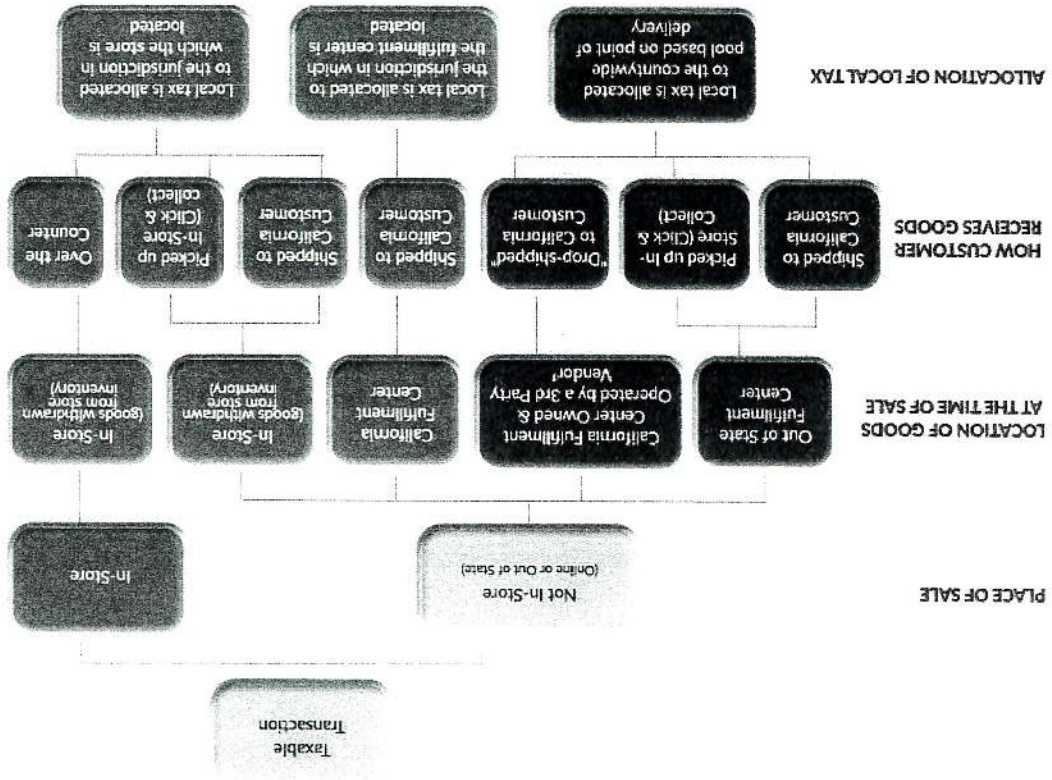 Taxable
Transaction
PLACE OF SALE
Not In-Store
(Online or Out of State)
In-Store
LOCATION OF GOODS
AT THE TIME OF SALE
Out of State
Fulfillment
Center
California Fulfillment
Center Owned &
Operated by a 3rd Party
Vendor¹
California
Fulfillment
Center
In-Store
(goods withdrawn
from store
inventory)
In-Store
(goods withdrawn
from store
inventory)
HOW CUSTOMER
RECEIVES GOODS
Shipped to
California
Customer
Picked up In-
Store (Click &
Collect)
"Drop-shipped"
to California
Customer
Shipped to
California
Customer
Shipped to
California
Customer
Picked up
In-Store
(Click &
collect)
Over the
Counter
ALLOCATION OF LOCAL TAX
Local tax is allocated
to the countywide
pool based on point of
delivery
Local tax is allocated to
the jurisdiction in which
the fulfillment center is
located
Local tax is allocated
to the jurisdiction in
which the store is
located